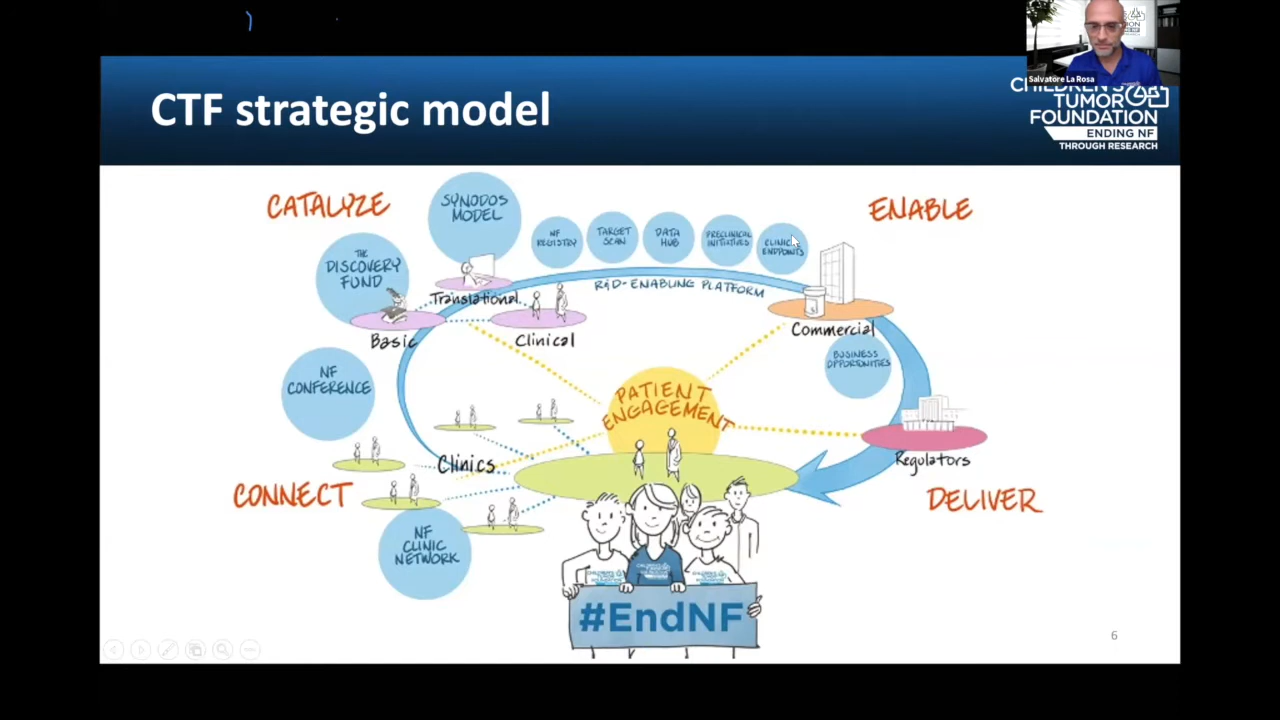 CTF strategic model
Salvatore La Rosa
CHILDREN'S
TUMOR
FOUNDATION
ENDING NF
THROUGH RESEARCH
CATALYZE
SYNODOS
MODEL
ENABLE
THE
DISCOVERY
FUND
NF
REGISTRY
TARGET
SCAN
DATA
HUB
PRECLINICAL
INITIATIVES
CLINICAL
ENDPOINTS
R&D-ENABLING PLATFORM
Translational
Basic
Clinical
Commercial
BUSINESS
OPPORTUNITIES
NF
CONFERENCE
PATIENT
ENGAGEMENT
Clinics
Regulators
CONNECT
DELIVER
NF
CLINIC
NETWORK
#EndNF
6